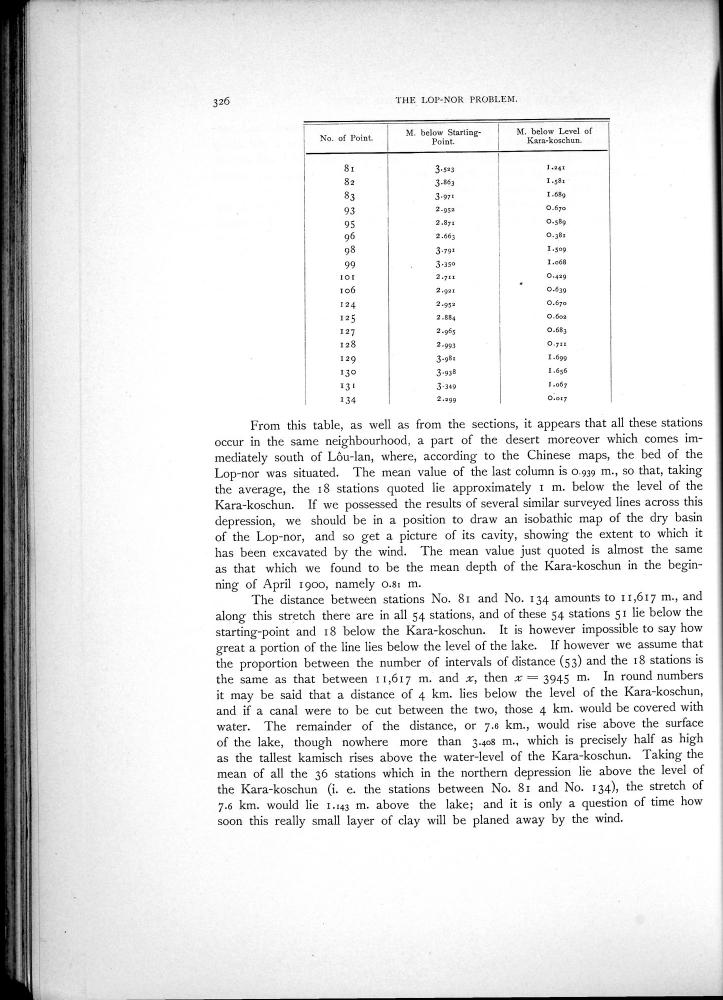 326
THE LOP-NOR PROBLEM.
No. of Point. M. below Starting-Point. M. below Level of Kara-koschun.
81 3.523 1.241
82 3.863 1.581
83 3.971 1.689
93 2.952 0.670
95 2.871 0.589
96 2.663 0.381
98 3.791 1.509
99 3.350 1.068
101 2.711 0.429
106 2.921 0.639
124 2.952 0.670
125 2.884 0.602
127 2.965 0.683
128 2.993 0.711
129 3.981 1.699
130 3.938 1.656
131 3.349 1.067
134 2.299 0.017
From this table, as well as from the sections, it appears that all these stations
occur in the same neighbourhood, a part of the desert moreover which comes im-
mediately south of Lôu-lan, where, according to the Chinese maps, the bed of the
Lop-nor was situated. The mean value of the last column is 0.939 m., so that, taking
the average, the 18 stations quoted lie approximately 1 m. below the level of the
Kara-koschun. If we possessed the results of several similar surveyed lines across this
depression, we should be in a position to draw an isobathic map of the dry basin
of the Lop-nor, and so get a picture of its cavity, showing the extent to which it
has been excavated by the wind. The mean value just quoted is almost the same
as that which we found to be the mean depth of the Kara-koschun in the begin-
ning of April 1900, namely 0.81 m.
The distance between stations No. 81 and No. 134 amounts to 11,617 m., and
along this stretch there are in all 54 stations, and of these 54 stations 51 lie below the
starting-point and 18 below the Kara-koschun. It is however impossible to say how
great a portion of the line lies below the level of the lake. If however we assume that
the proportion between the number of intervals of distance (53) and the 18 stations is
the same as that between 11,617 m. and x, then x = 3945 m. In round numbers
it may be said that a distance of 4 km. lies below the level of the Kara-koschun,
and if a canal were to be cut between the two, those 4 km. would be covered with
water. The remainder of the distance, or 7.6 km., would rise above the surface
of the lake, though nowhere more than 3.408 m., which is precisely half as high
as the tallest kamisch rises above the water-level of the Kara-koschun. Taking the
mean of all the 36 stations which in the northern depression lie above the level of
the Kara-koschun (i. e. the stations between No. 81 and No. 134), the stretch of
7.6 km. would lie 1.143 m. above the lake; and it is only a question of time how
soon this really small layer of clay will be planed away by the wind.